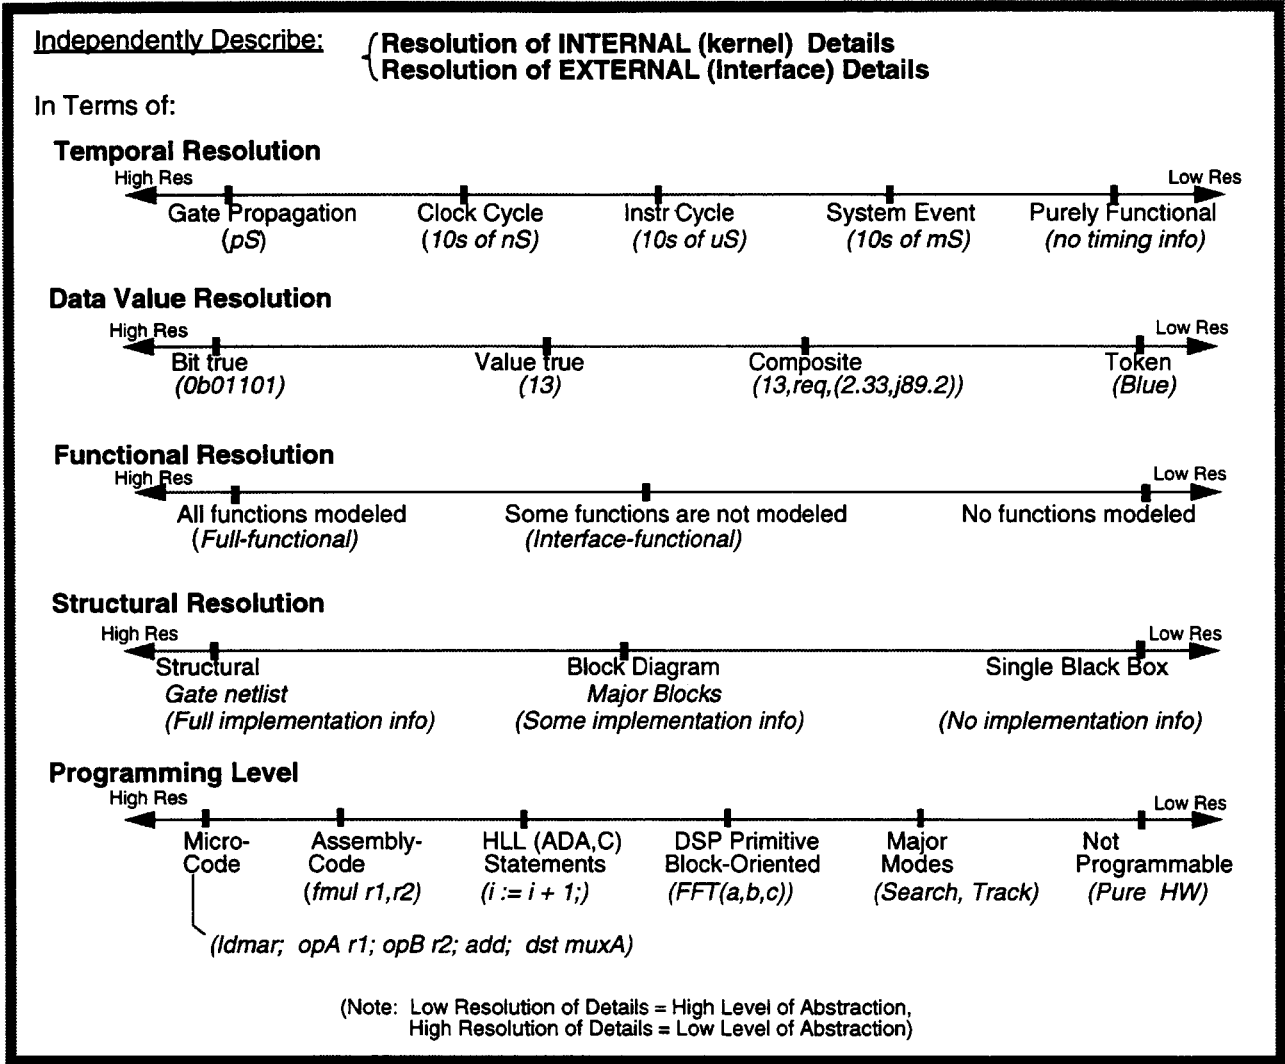 Independently Describe:
Resolution of INTERNAL (kernel) Details
Resolution of EXTERNAL (Interface) Details
In Terms of:
Temporal Resolution
High Res Low Res
Gate Propagation Clock Cycle Instr Cycle System Event Purely Functional
(pS) (10s of nS) (10s of uS) (10s of mS) (no timing info)
Data Value Resolution
High Res Low Res
Bit true Value true Composite Token
(0b01101) (13) (13,req,(2.33,j89.2)) (Blue)
Functional Resolution
High Res Low Res
All functions modeled Some functions are not modeled No functions modeled
(Full-functional) (Interface-functional)
Structural Resolution
High Res Low Res
Structural Block Diagram Single Black Box
Gate netlist Major Blocks
(Full implementation info) (Some implementation info) (No implementation info)
Programming Level
High Res Low Res
Micro- Assembly- HLL (ADA,C) DSP Primitive Major Not
Code Code Statements Block-Oriented Modes Programmable
(fmul r1,r2) (i := i + 1;) (FFT(a,b,c)) (Search, Track) (Pure HW)
(ldmar; opA r1; opB r2; add; dst muxA)
(Note: Low Resolution of Details = High Level of Abstraction,
High Resolution of Details = Low Level of Abstraction)